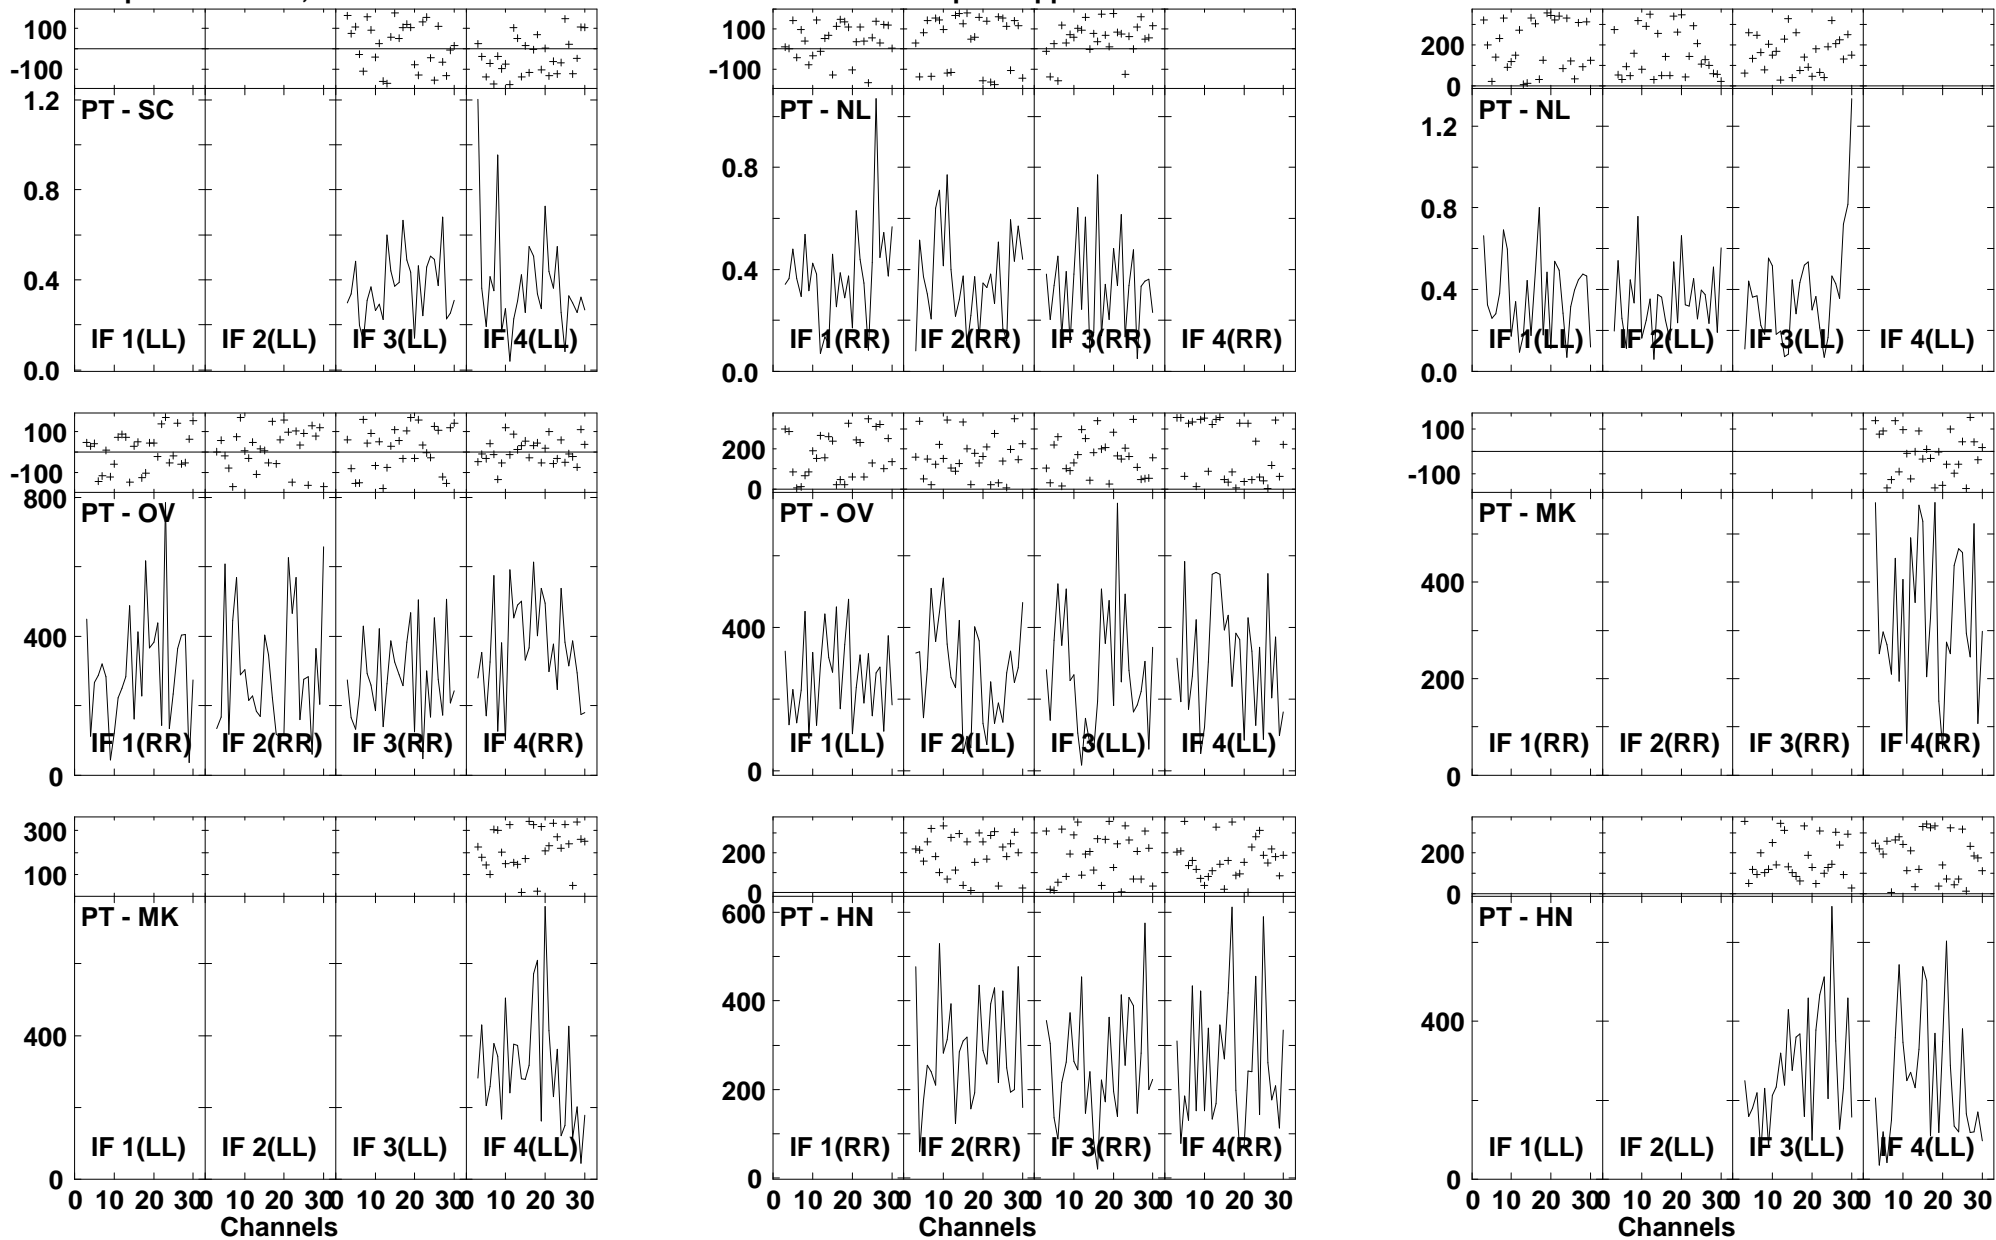 100
-100
PT - SC
1.2
0.8
0.4
0.0
IF 1(LL) IF 2(LL) IF 3(LL) IF 4(LL)
100
-100
PT - NL
0.8
0.4
0.0
IF 1(RR) IF 2(RR) IF 3(RR) IF 4(RR)
200
0
PT - NL
1.2
0.8
0.4
0.0
IF 1(LL) IF 2(LL) IF 3(LL) IF 4(LL)
100
-100
800
PT - OV
400
0
IF 1(RR) IF 2(RR) IF 3(RR) IF 4(RR)
200
0
PT - OV
400
0
IF 1(LL) IF 2(LL) IF 3(LL) IF 4(LL)
100
-100
PT - MK
400
200
0
IF 1(RR) IF 2(RR) IF 3(RR) IF 4(RR)
300
100
PT - MK
400
0
IF 1(LL) IF 2(LL) IF 3(LL) IF 4(LL)
0 10 20 30 0 10 20 30 0 10 20 30 0 10 20 30
Channels
200
0
600
PT - HN
400
200
0
IF 1(RR) IF 2(RR) IF 3(RR) IF 4(RR)
0 10 20 30 0 10 20 30 0 10 20 30 0 10 20 30
Channels
200
0
PT - HN
400
0
IF 1(LL) IF 2(LL) IF 3(LL) IF 4(LL)
0 10 20 30 0 10 20 30 0 10 20 30 0 10 20 30
Channels